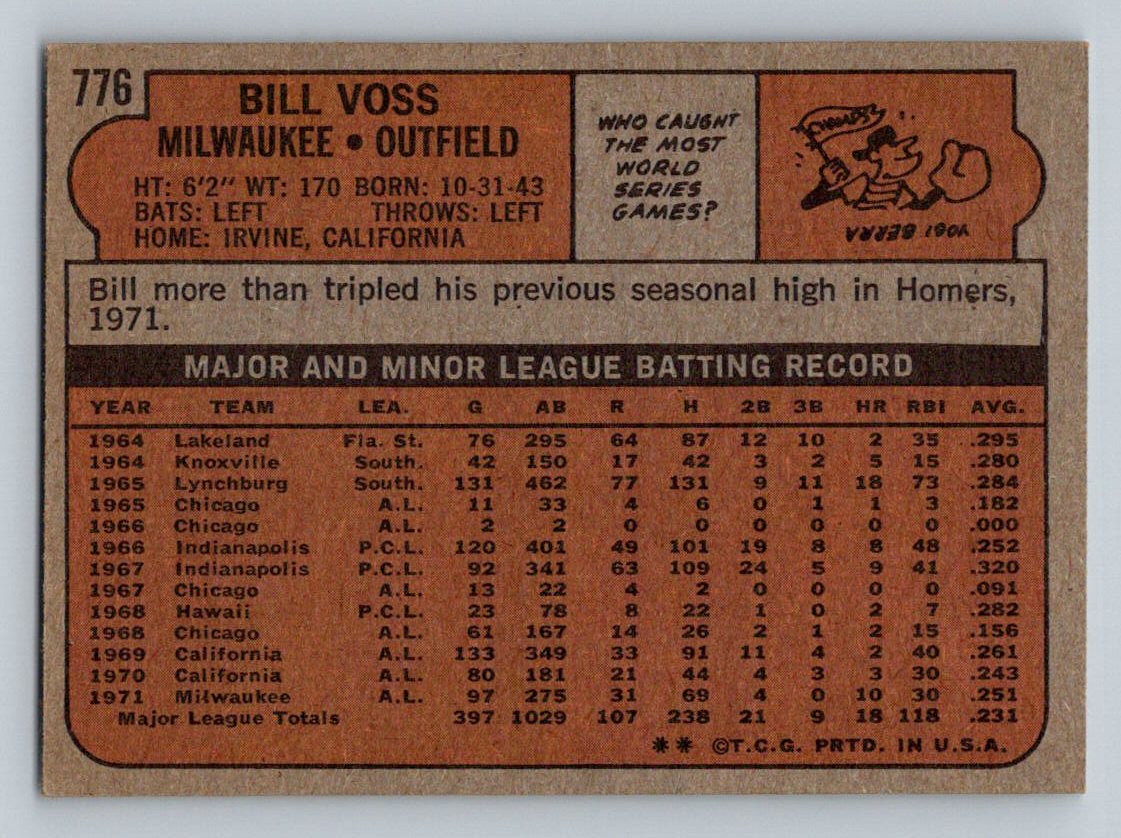 776
BILL VOSS
MILWAUKEE • OUTFIELD
HT: 6'2" WT: 170 BORN: 10-31-43
BATS: LEFT THROWS: LEFT
HOME: IRVINE, CALIFORNIA
WHO CAUGHT
THE MOST
WORLD
SERIES
GAMES?
CHAMPS
YOGI BERRA
Bill more than tripled his previous seasonal high in Homers,
1971.
MAJOR AND MINOR LEAGUE BATTING RECORD
YEAR TEAM LEA. G AB R H 2B 3B HR RBI AVG.
1964 Lakeland Fla. St. 76 295 64 87 12 10 2 35 .295
1964 Knoxville South. 42 150 17 42 3 2 5 15 .280
1965 Lynchburg South. 131 462 77 131 9 11 18 73 .284
1965 Chicago A.L. 11 33 4 6 0 1 1 3 .182
1966 Chicago A.L. 2 2 0 0 0 0 0 0 .000
1966 Indianapolis P.C.L. 120 401 49 101 19 8 8 48 .252
1967 Indianapolis P.C.L. 92 341 63 109 24 5 9 41 .320
1967 Chicago A.L. 13 22 4 2 0 0 0 0 .091
1968 Hawaii P.C.L. 23 78 8 22 1 0 2 7 .282
1968 Chicago A.L. 61 167 14 26 2 1 2 15 .156
1969 California A.L. 133 349 33 91 11 4 2 40 .261
1970 California A.L. 80 181 21 44 4 3 3 30 .243
1971 Milwaukee A.L. 97 275 31 69 4 0 10 30 .251
Major League Totals 397 1029 107 238 21 9 18 118 .231
** ©T.C.G. PRTD. IN U.S.A.